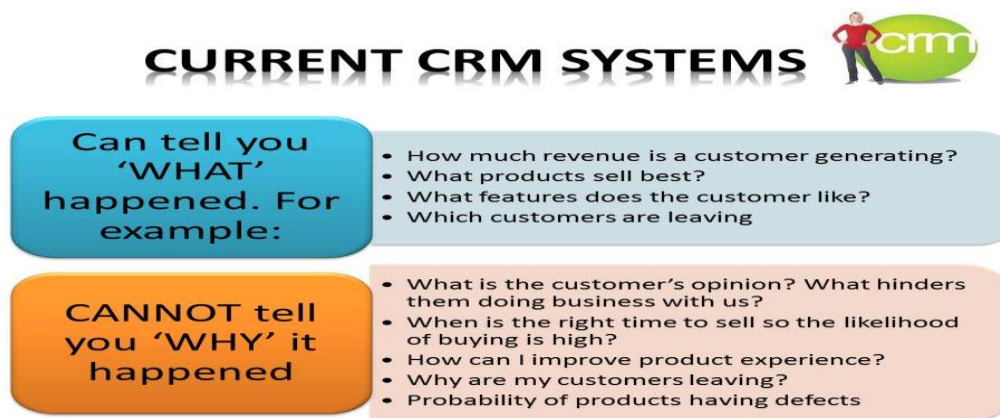 CURRENT CRM SYSTEMS
crm
Can tell you
‘WHAT’
happened. For
example:
• How much revenue is a customer generating?
• What products sell best?
• What features does the customer like?
• Which customers are leaving
CANNOT tell
you ‘WHY’ it
happened
• What is the customer’s opinion? What hinders
them doing business with us?
• When is the right time to sell so the likelihood
of buying is high?
• How can I improve product experience?
• Why are my customers leaving?
• Probability of products having defects